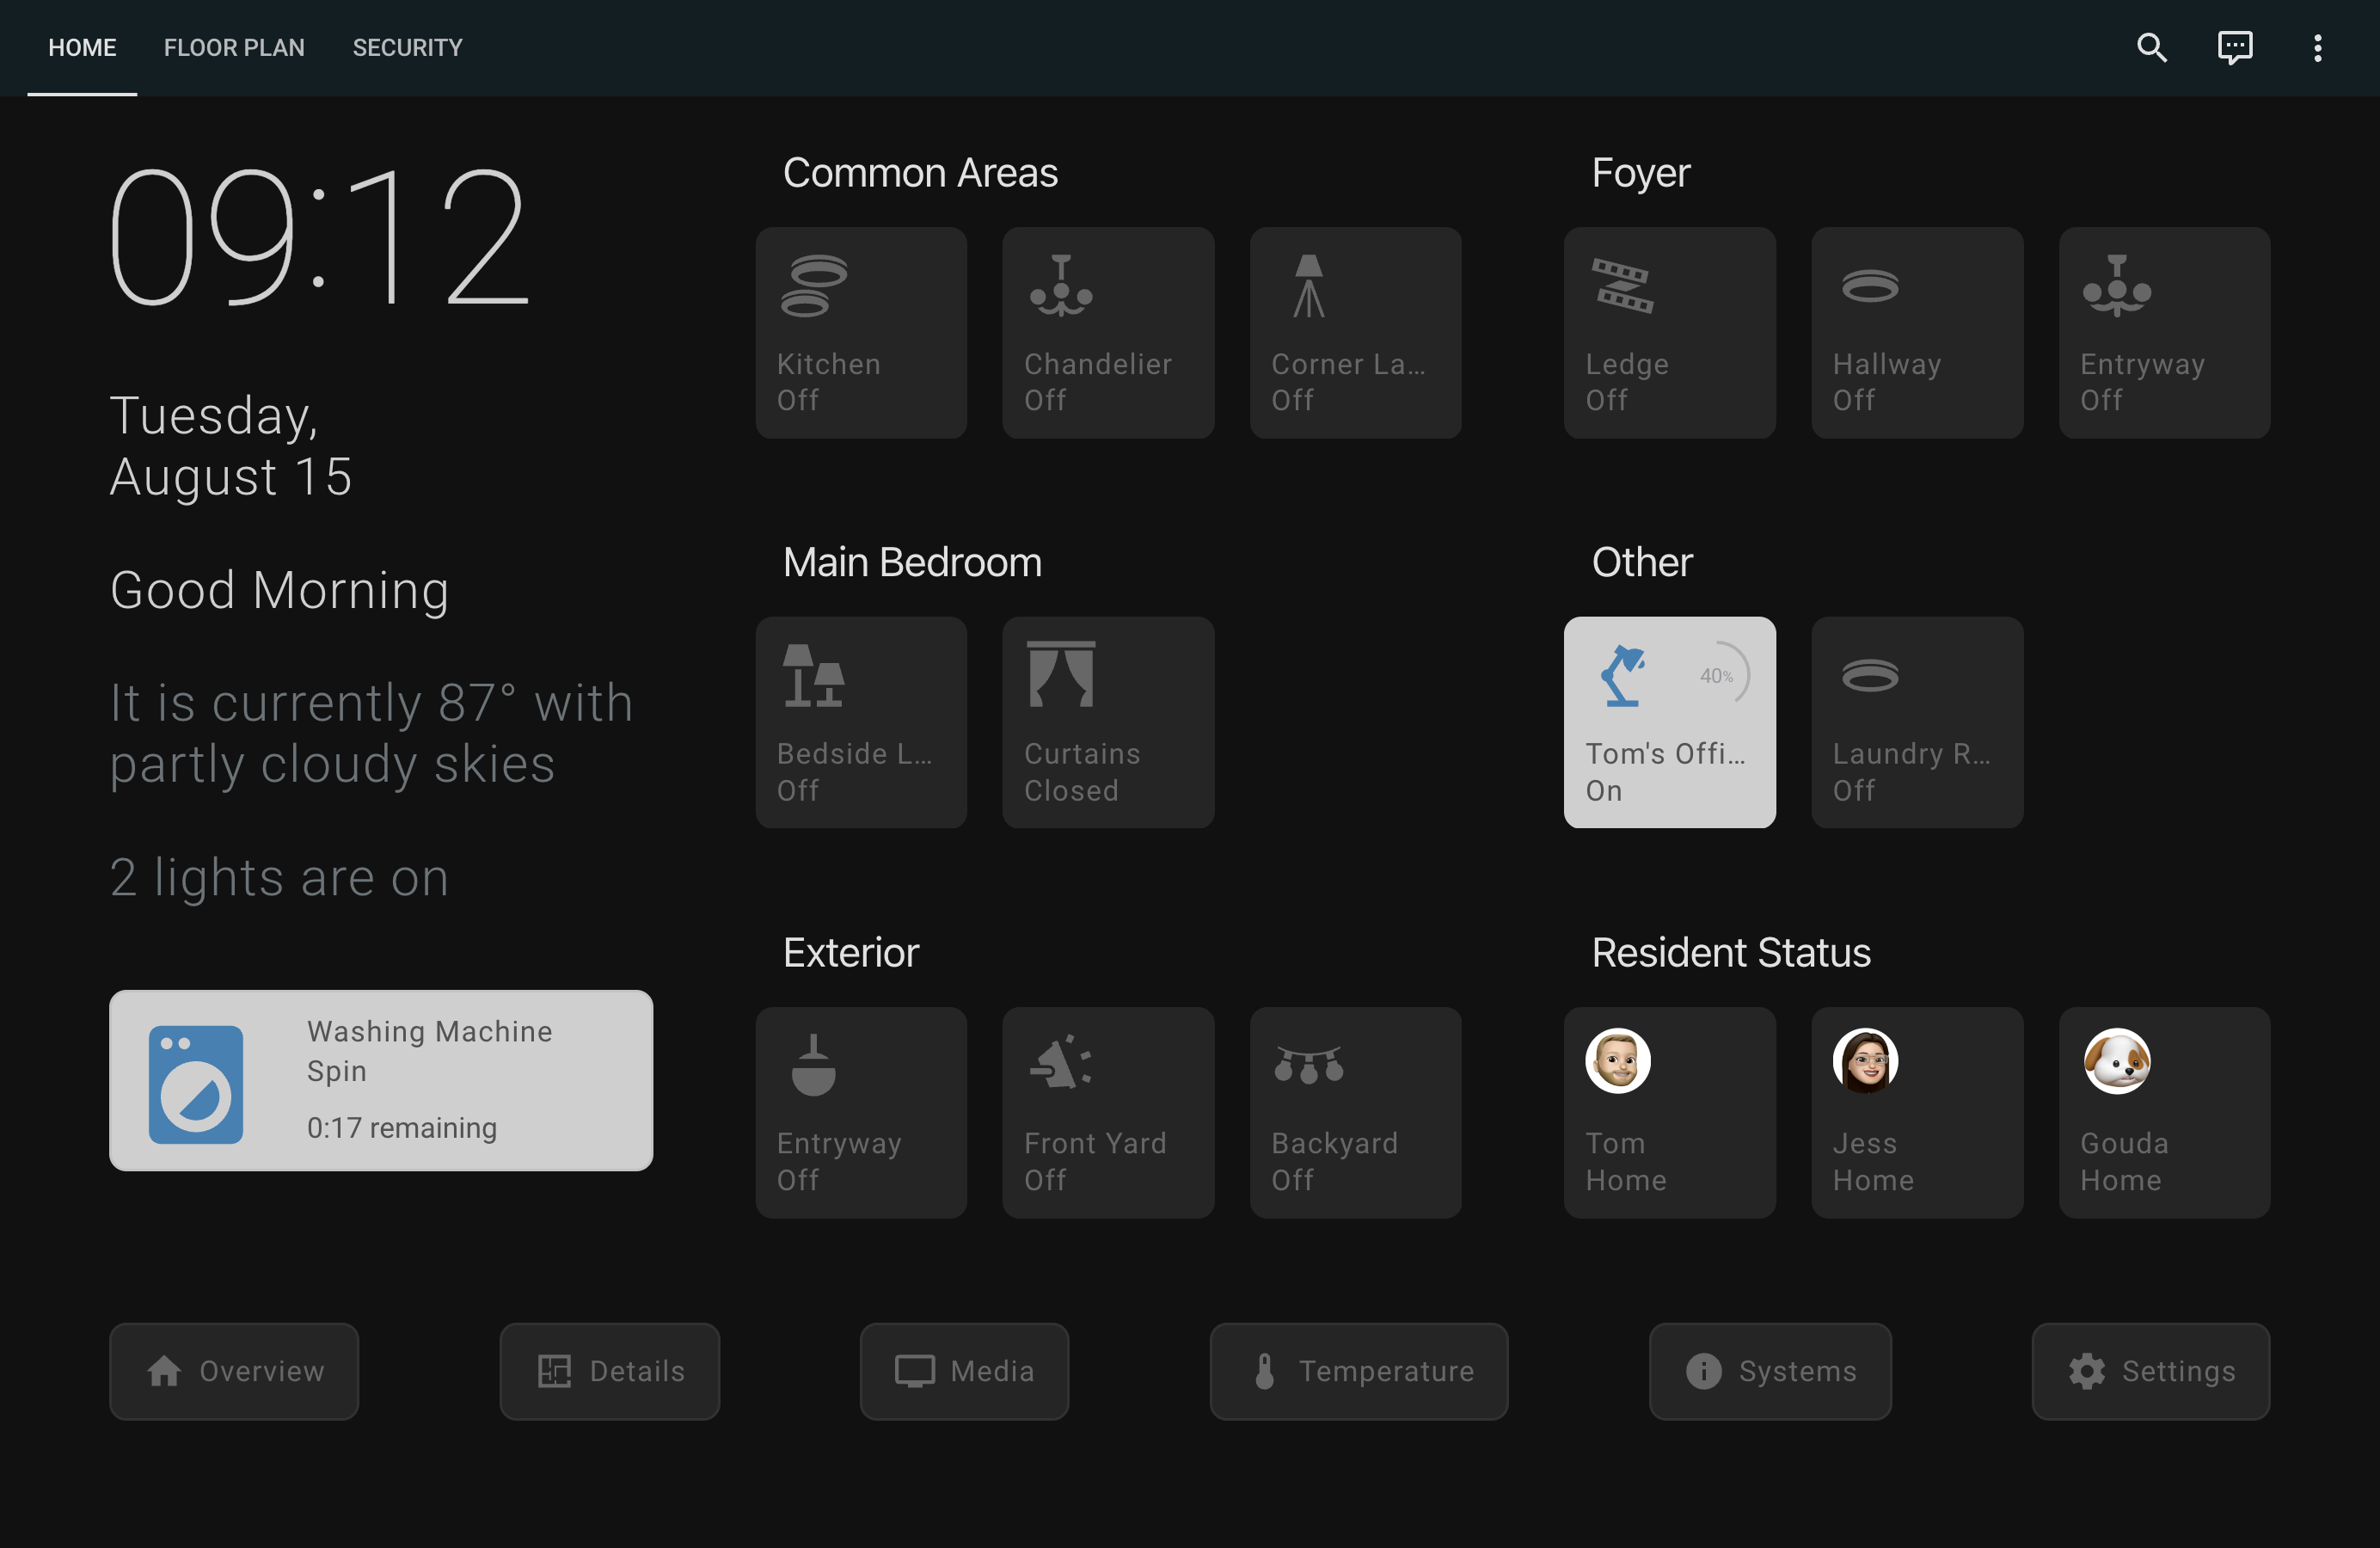 HOME
FLOOR PLAN
SECURITY
09:12
Tuesday,
August 15
Good Morning
It is currently 87° with
partly cloudy skies
2 lights are on
Washing Machine
Spin
0:17 remaining
Common Areas
Kitchen
Off
Chandelier
Off
Corner La...
Off
Foyer
Ledge
Off
Hallway
Off
Entryway
Off
Main Bedroom
Bedside L...
Off
Curtains
Closed
Other
40%
Tom's Offi...
On
Laundry R...
Off
Exterior
Entryway
Off
Front Yard
Off
Backyard
Off
Resident Status
Tom
Home
Jess
Home
Gouda
Home
Overview
Details
Media
Temperature
Systems
Settings